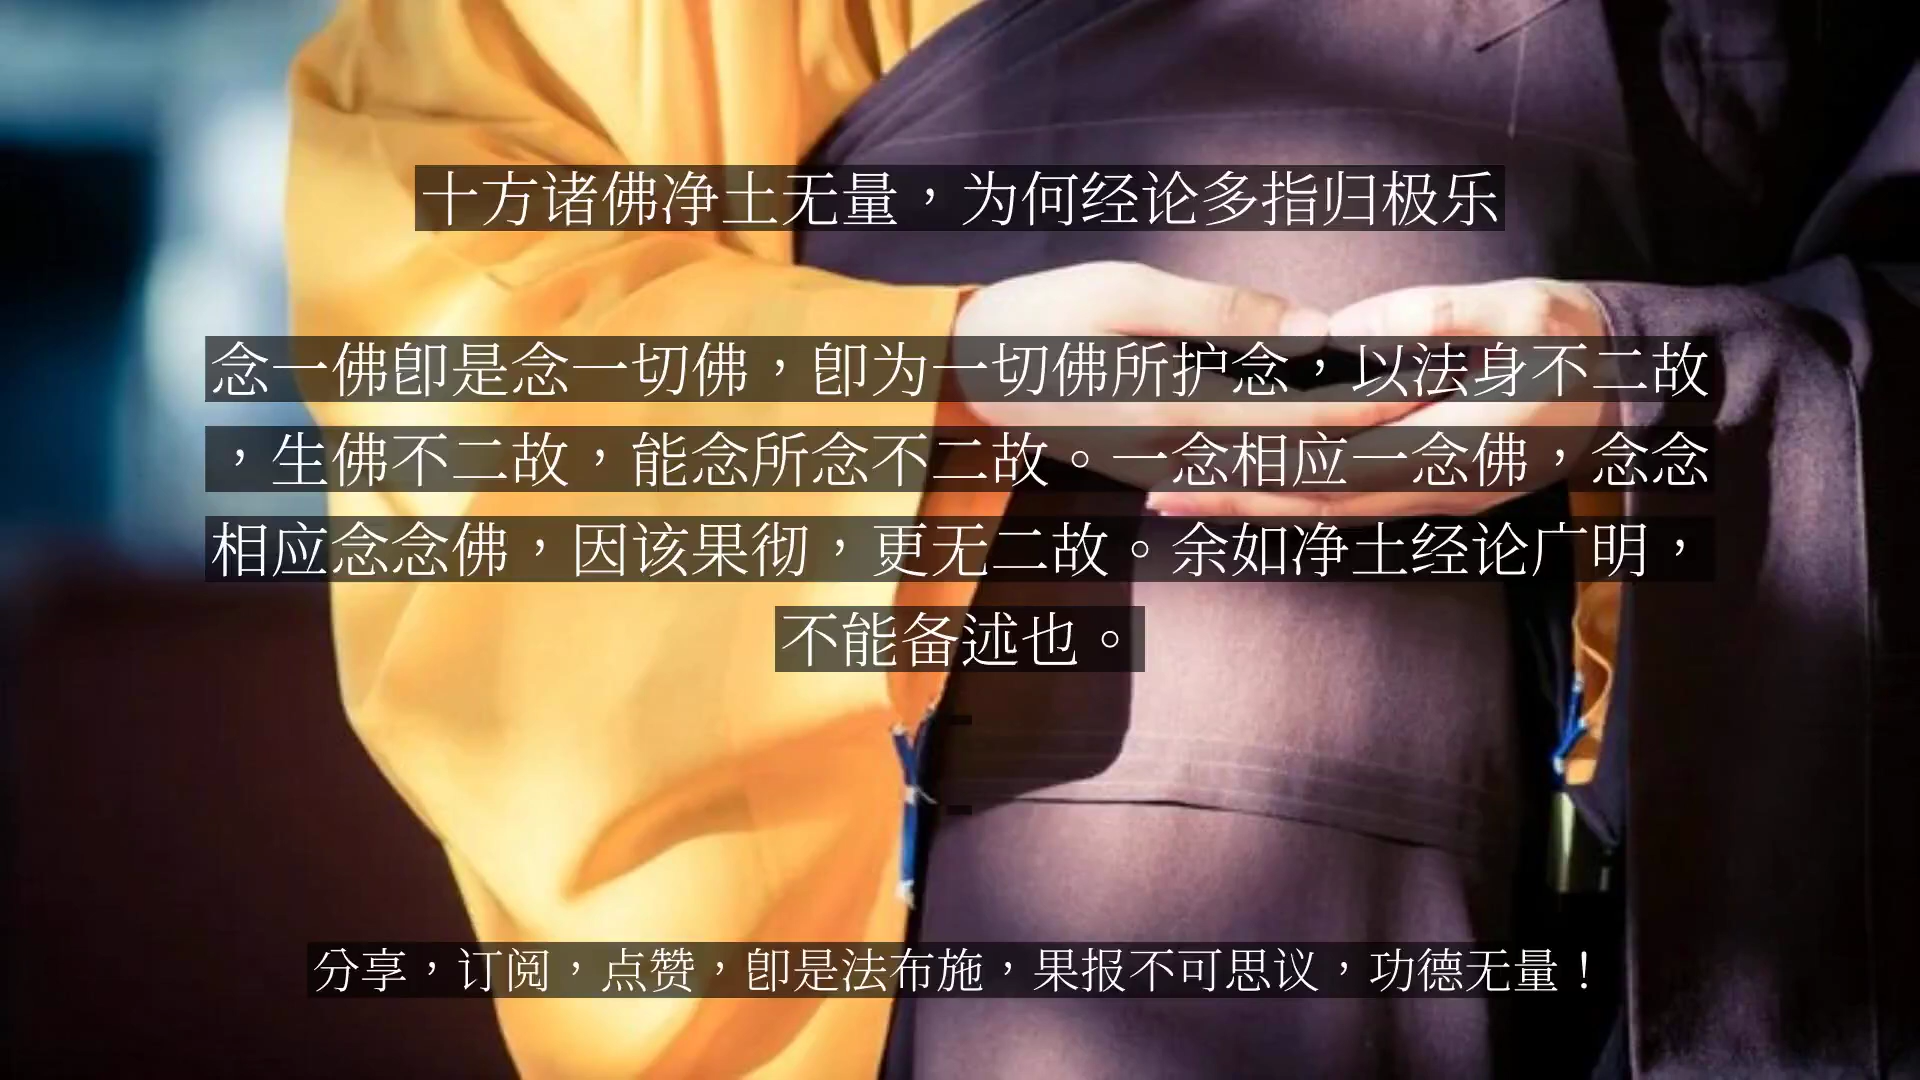 十方诸佛净土无量，为何经论多指归极乐
念一佛卽是念一切佛，卽为一切佛所护念，以法身不二故
，生佛不二故，能念所念不二故。一念相应一念佛，念念
相应念念佛，因该果彻，更无二故。余如净土经论广明，
不能备述也。
分享，订阅，点赞，卽是法布施，果报不可思议，功德无量！